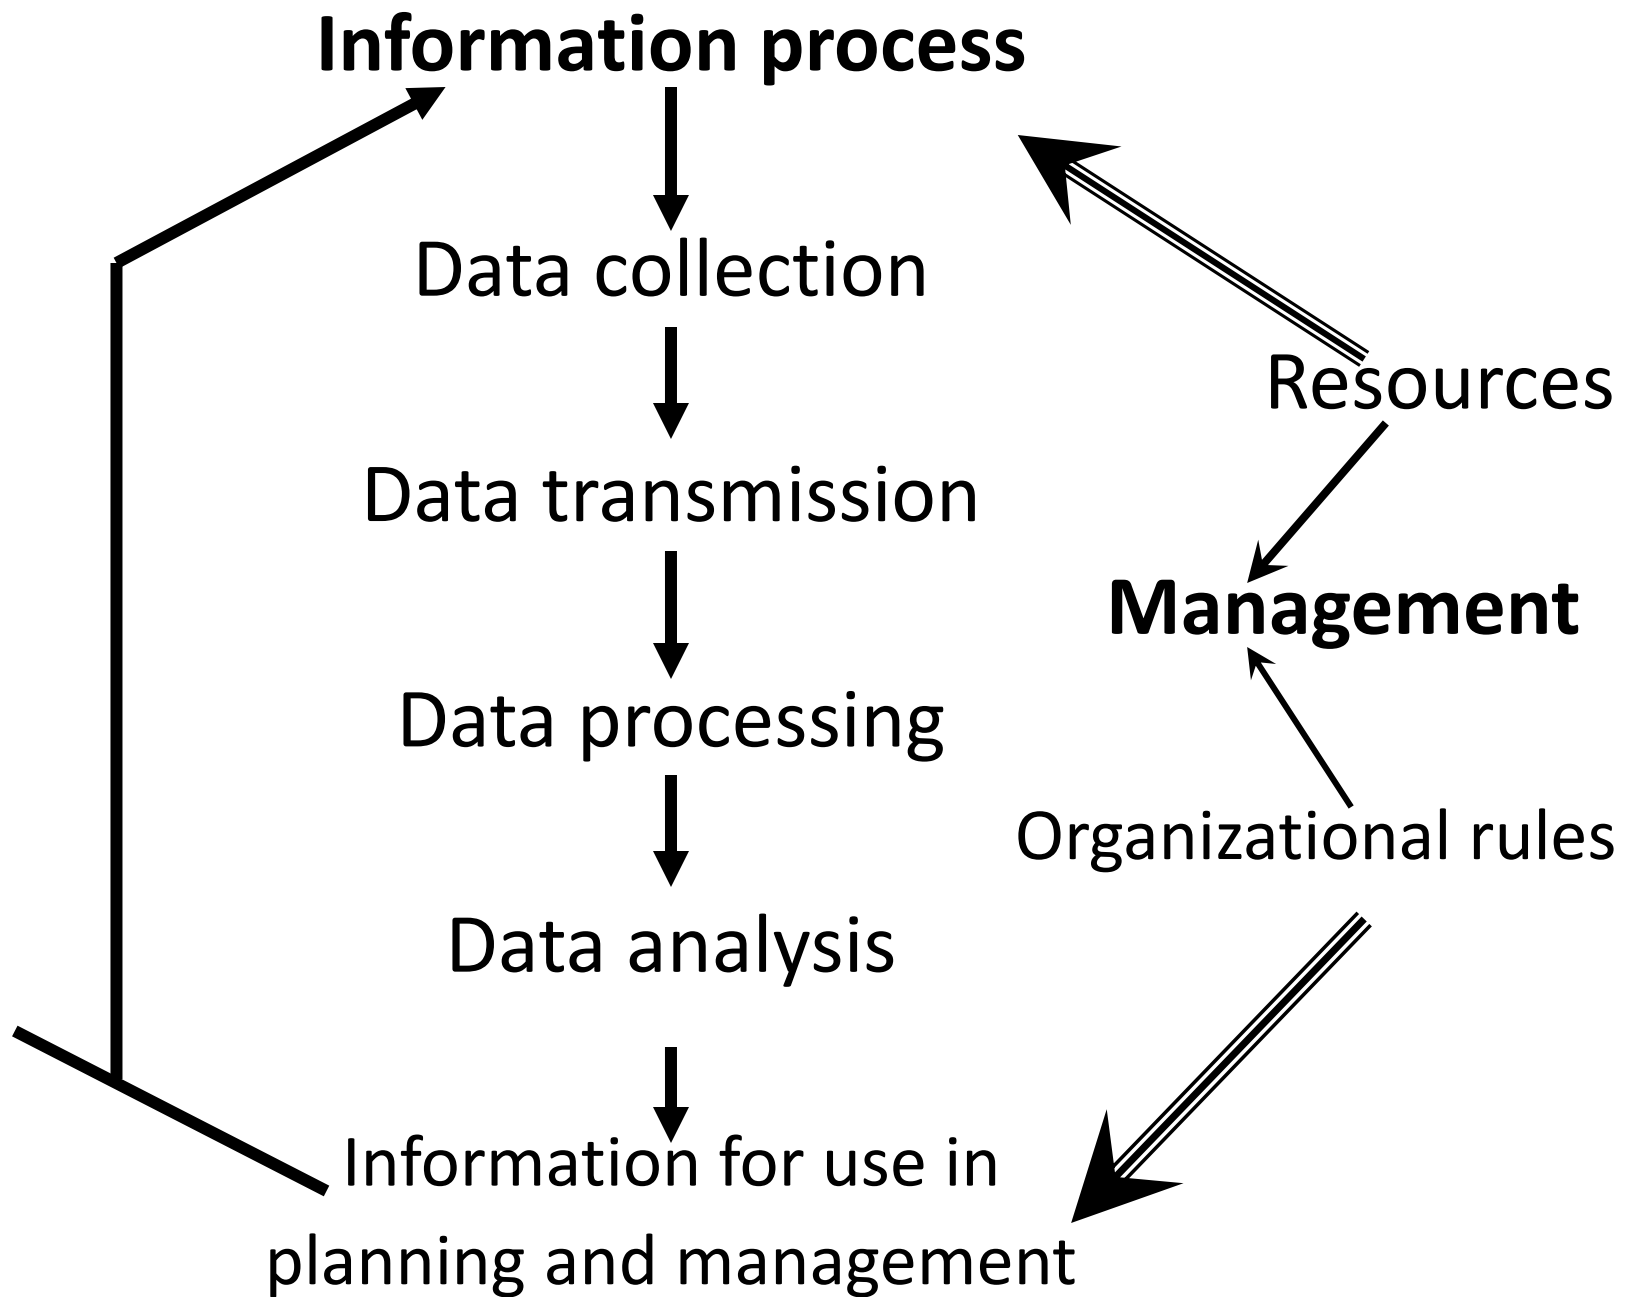 Information process
Data collection
Resources
Data transmission
Management
Data processing
Organizational rules
Data analysis
Information for use in
planning and management